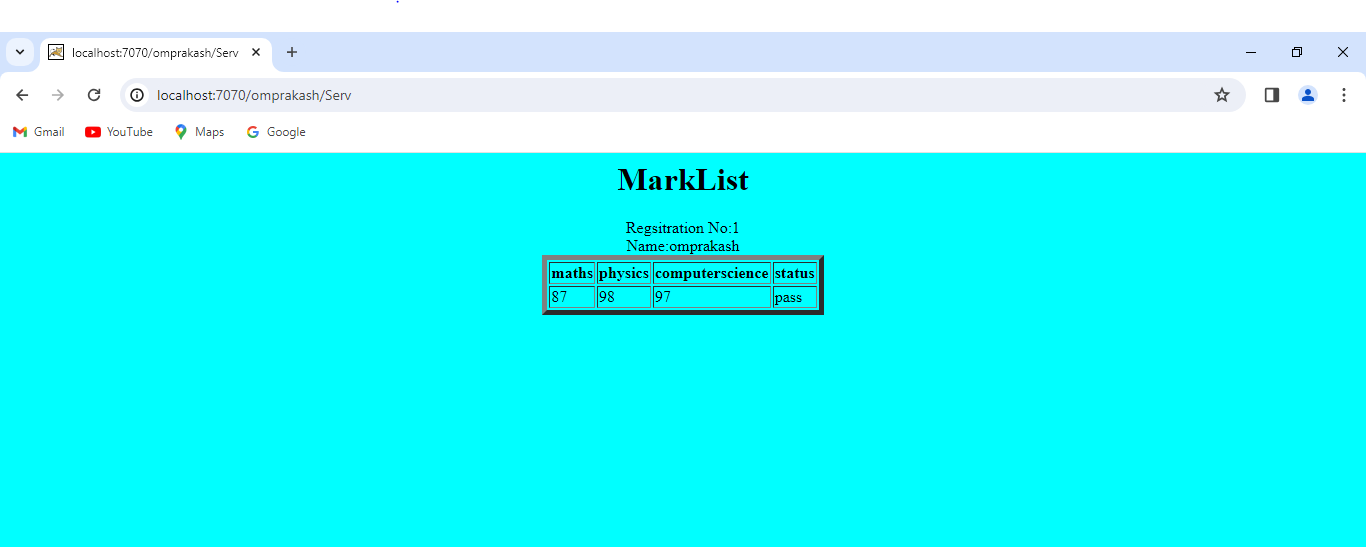 localhost:7070/omprakash/Serv
localhost:7070/omprakash/Serv
Gmail YouTube Maps Google
MarkList
Regsitration No:1
Name:omprakash
maths physics computerscience status
87 98 97 pass